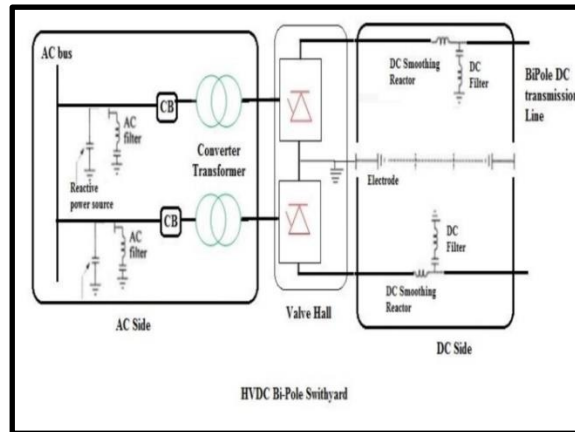 AC bus
CB
AC
filter
Reactive
power source
Converter
Transformer
CB
AC
filter
AC Side
Valve Hall
DC Smoothing
Reactor
DC
Filter
BiPole DC
transmission
Line
Electrode
DC
Filter
DC Smoothing
Reactor
DC Side
HVDC Bi-Pole Swithyard